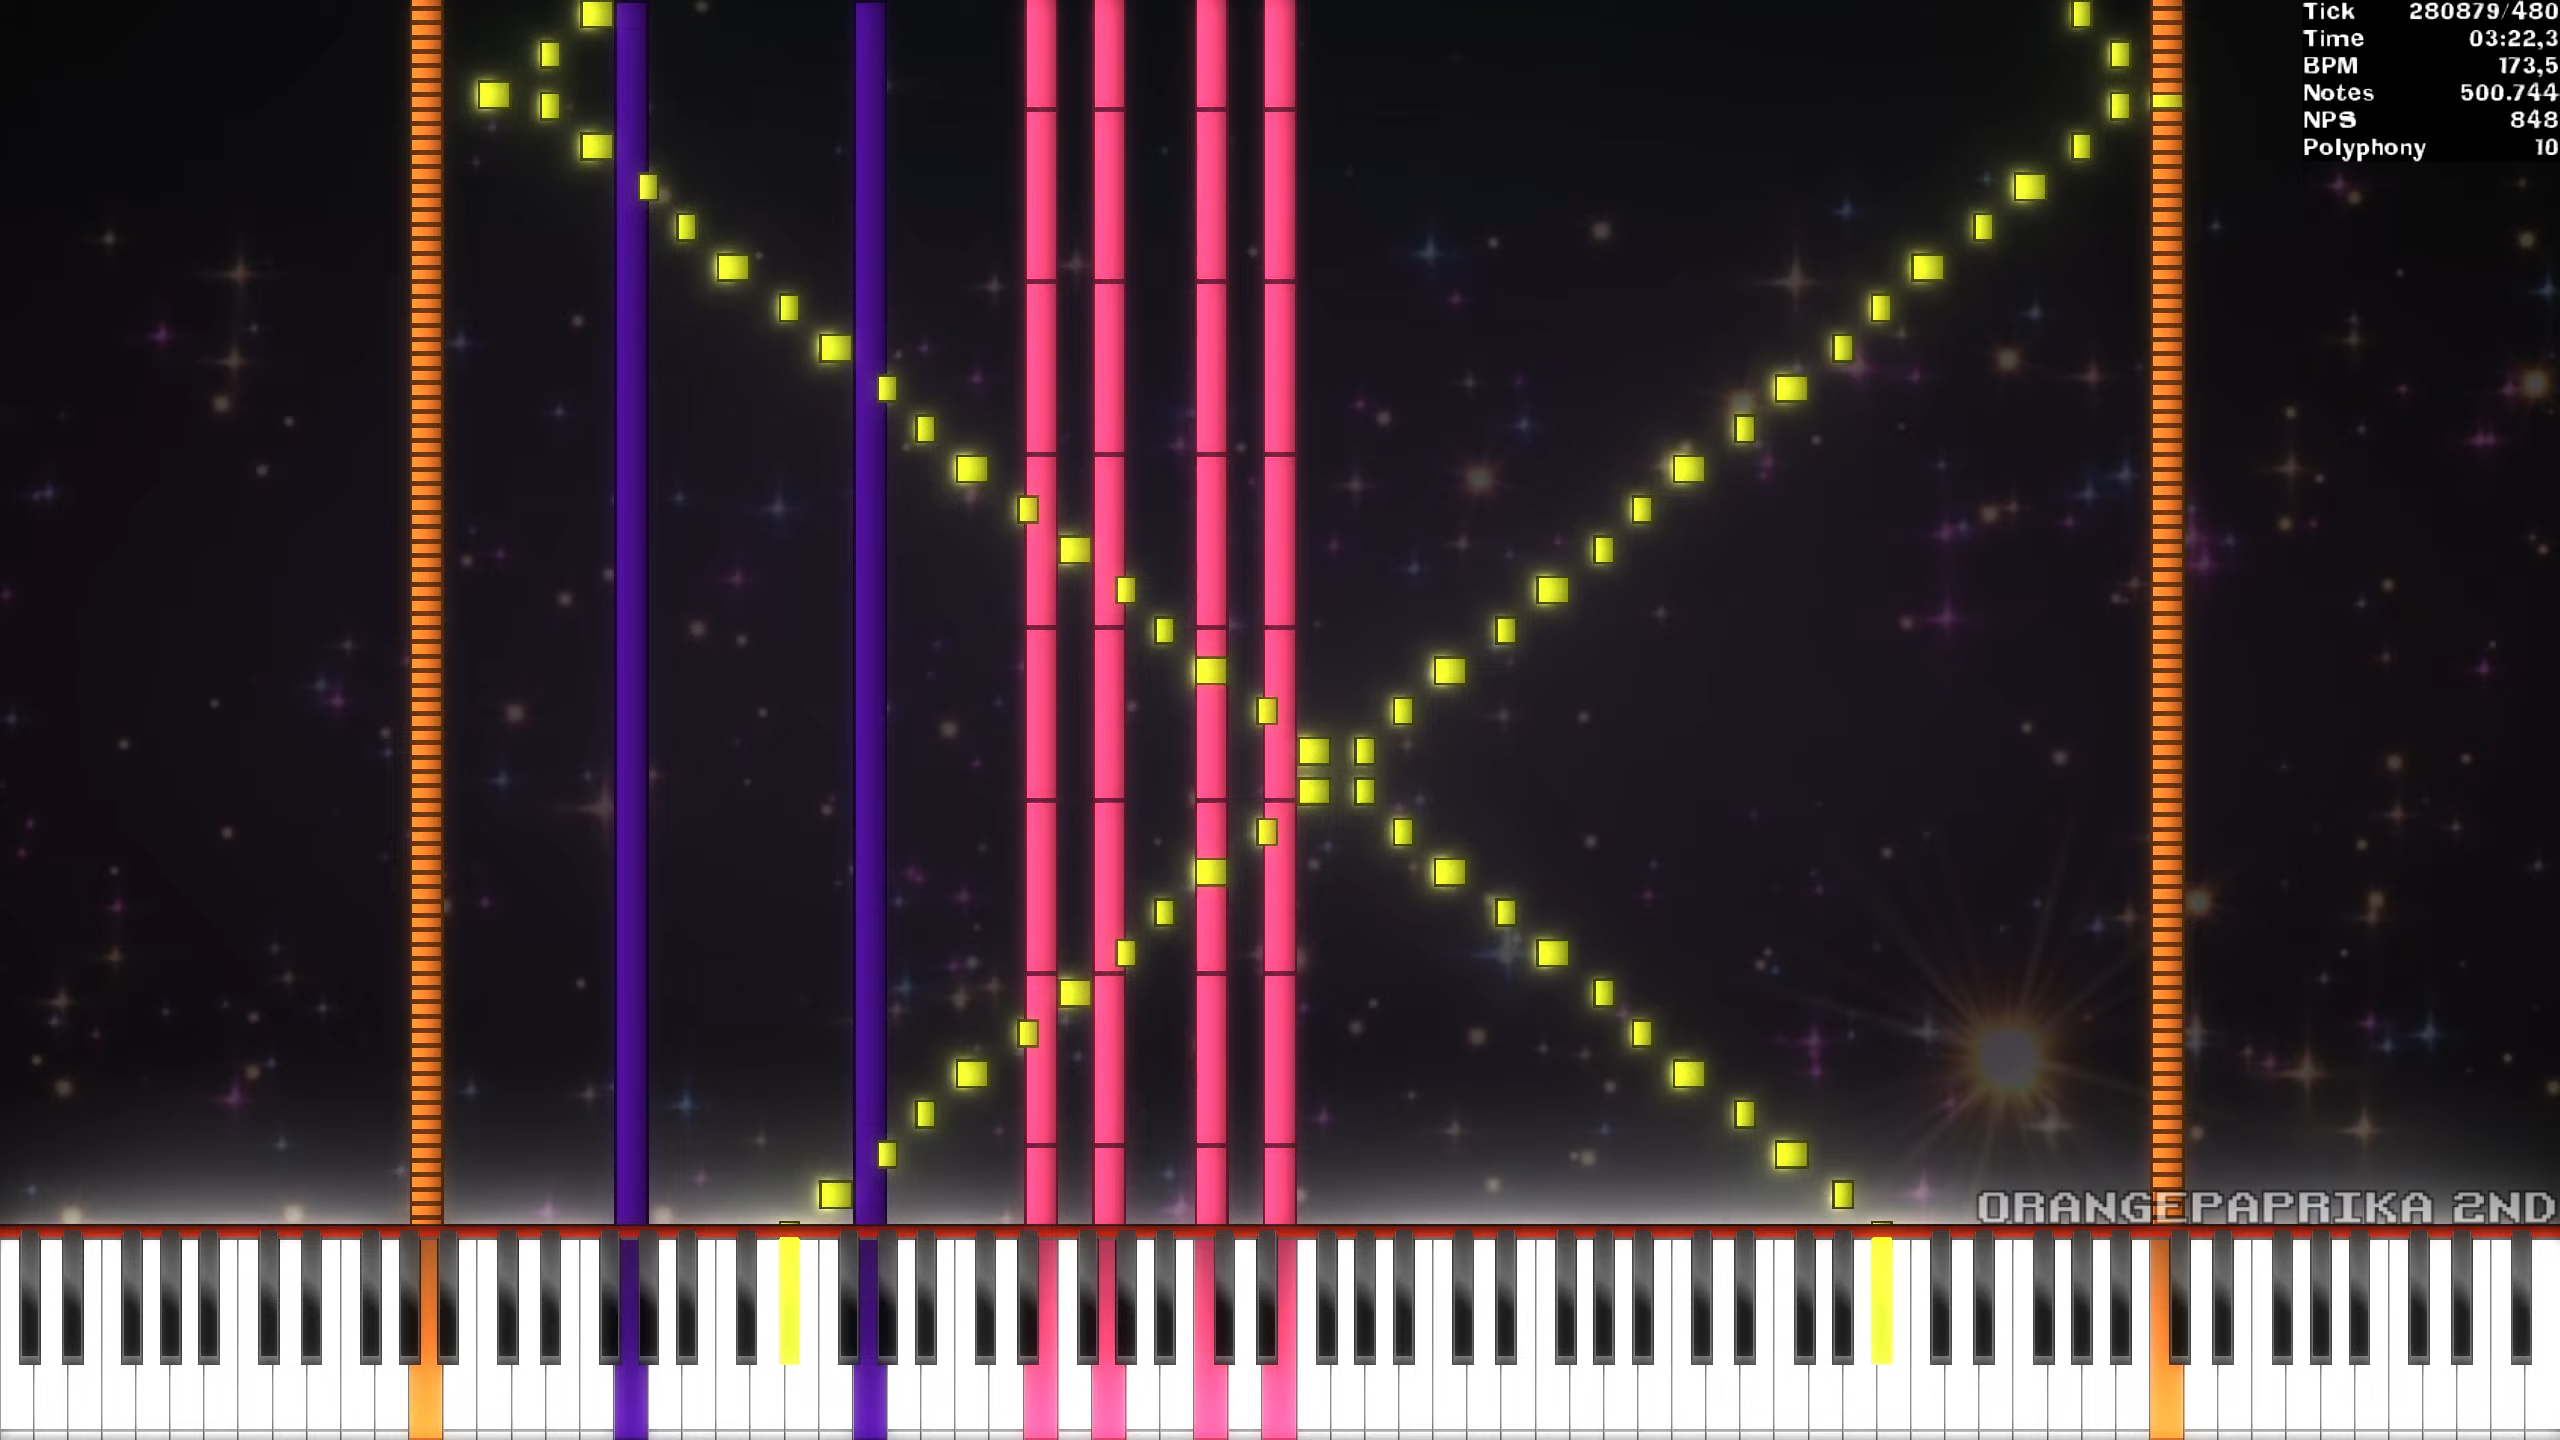 Tick 280879/480
Time 03:22,3
BPM 173,5
Notes 500.744
NPS 848
Polyphony 10
ORANGEPAPRIKA 2ND